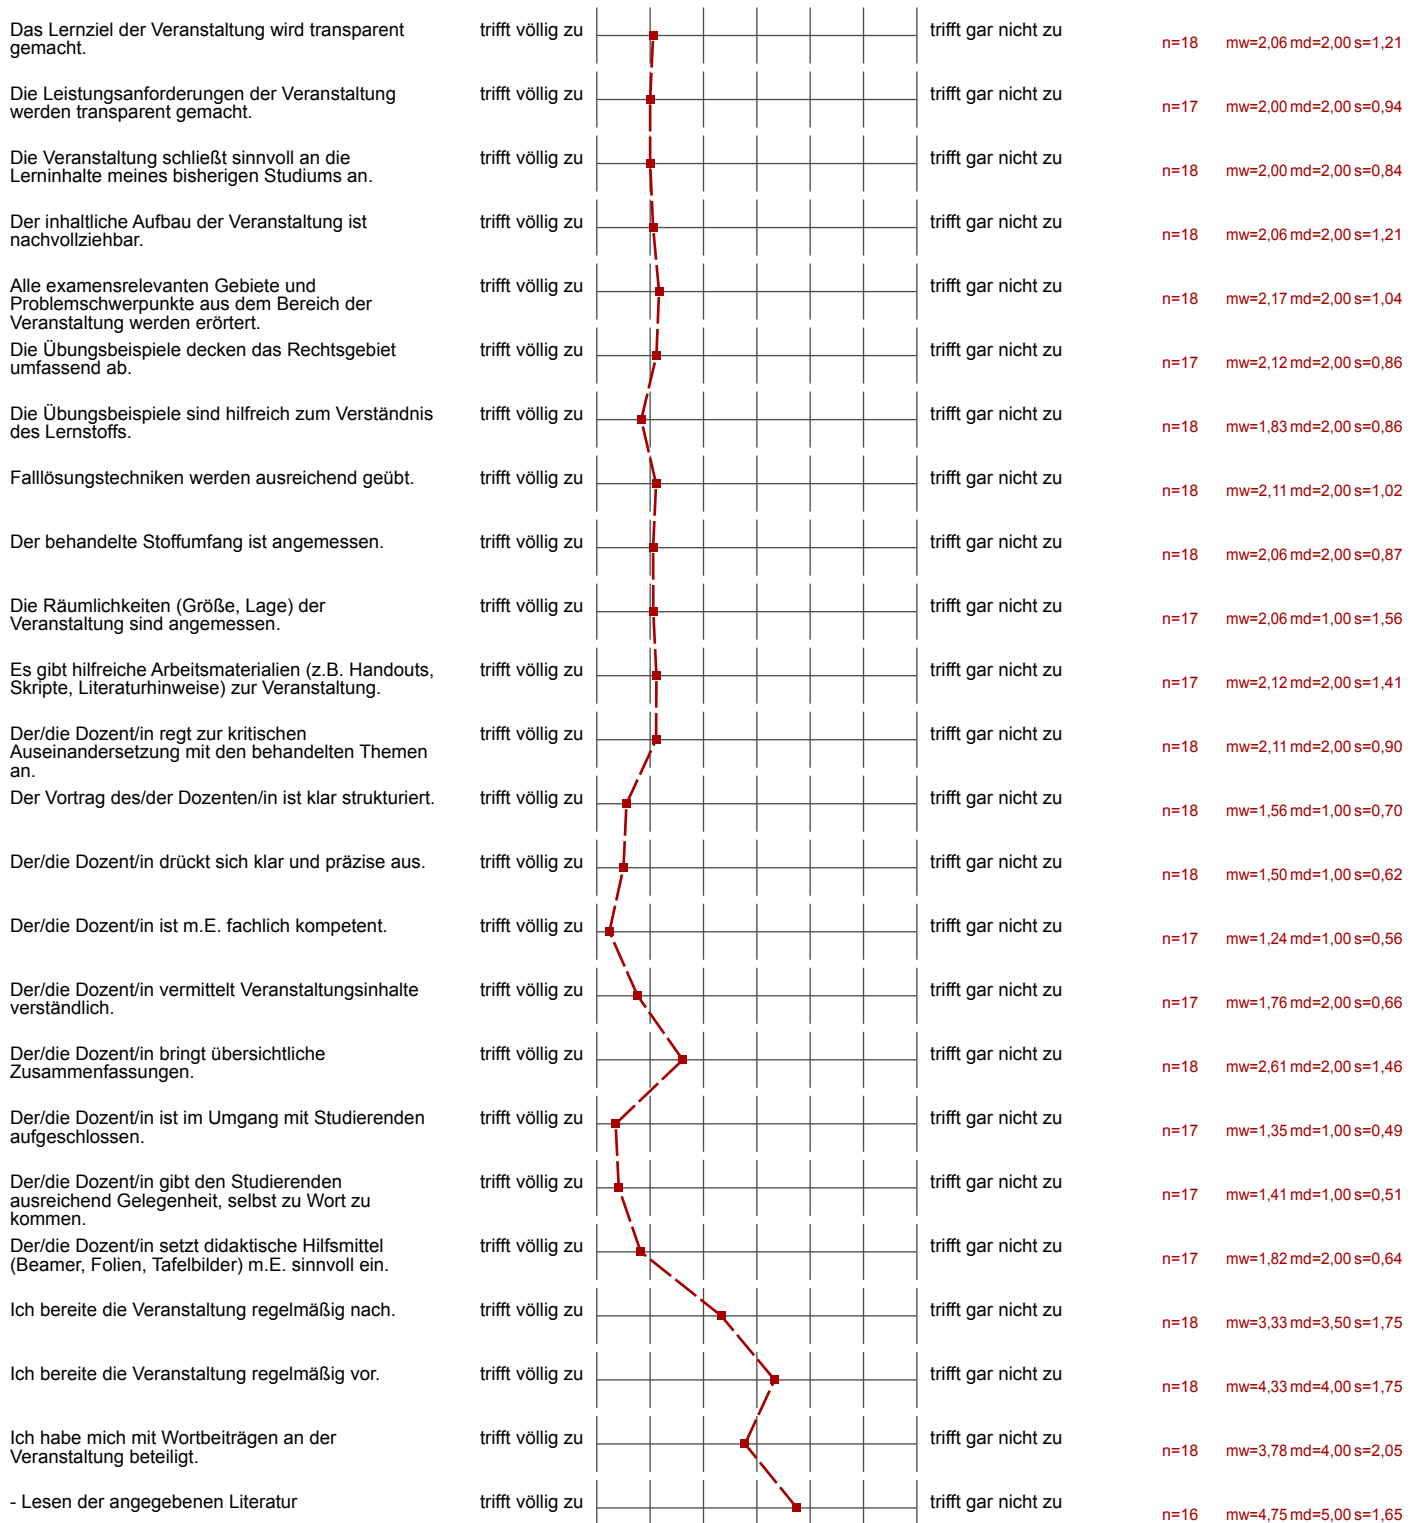 Das Lernziel der Veranstaltung wird transparent
gemacht.
trifft völlig zu
trifft gar nicht zu
n=18 mw=2,06 md=2,00 s=1,21
Die Leistungsanforderungen der Veranstaltung
werden transparent gemacht.
trifft völlig zu
trifft gar nicht zu
n=17 mw=2,00 md=2,00 s=0,94
Die Veranstaltung schließt sinnvoll an die
Lerninhalte meines bisherigen Studiums an.
trifft völlig zu
trifft gar nicht zu
n=18 mw=2,00 md=2,00 s=0,84
Der inhaltliche Aufbau der Veranstaltung ist
nachvollziehbar.
trifft völlig zu
trifft gar nicht zu
n=18 mw=2,06 md=2,00 s=1,21
Alle examensrelevanten Gebiete und
Problemschwerpunkte aus dem Bereich der
Veranstaltung werden erörtert.
trifft völlig zu
trifft gar nicht zu
n=18 mw=2,17 md=2,00 s=1,04
Die Übungsbeispiele decken das Rechtsgebiet
umfassend ab.
trifft völlig zu
trifft gar nicht zu
n=17 mw=2,12 md=2,00 s=0,86
Die Übungsbeispiele sind hilfreich zum Verständnis
des Lernstoffs.
trifft völlig zu
trifft gar nicht zu
n=18 mw=1,83 md=2,00 s=0,86
Falllösungstechniken werden ausreichend geübt.
trifft völlig zu
trifft gar nicht zu
n=18 mw=2,11 md=2,00 s=1,02
Der behandelte Stoffumfang ist angemessen.
trifft völlig zu
trifft gar nicht zu
n=18 mw=2,06 md=2,00 s=0,87
Die Räumlichkeiten (Größe, Lage) der
Veranstaltung sind angemessen.
trifft völlig zu
trifft gar nicht zu
n=17 mw=2,06 md=1,00 s=1,56
Es gibt hilfreiche Arbeitsmaterialien (z.B. Handouts,
Skripte, Literaturhinweise) zur Veranstaltung.
trifft völlig zu
trifft gar nicht zu
n=17 mw=2,12 md=2,00 s=1,41
Der/die Dozent/in regt zur kritischen
Auseinandersetzung mit den behandelten Themen
an.
trifft völlig zu
trifft gar nicht zu
n=18 mw=2,11 md=2,00 s=0,90
Der Vortrag des/der Dozenten/in ist klar strukturiert.
trifft völlig zu
trifft gar nicht zu
n=18 mw=1,56 md=1,00 s=0,70
Der/die Dozent/in drückt sich klar und präzise aus.
trifft völlig zu
trifft gar nicht zu
n=18 mw=1,50 md=1,00 s=0,62
Der/die Dozent/in ist m.E. fachlich kompetent.
trifft völlig zu
trifft gar nicht zu
n=17 mw=1,24 md=1,00 s=0,56
Der/die Dozent/in vermittelt Veranstaltungsinhalte
verständlich.
trifft völlig zu
trifft gar nicht zu
n=17 mw=1,76 md=2,00 s=0,66
Der/die Dozent/in bringt übersichtliche
Zusammenfassungen.
trifft völlig zu
trifft gar nicht zu
n=18 mw=2,61 md=2,00 s=1,46
Der/die Dozent/in ist im Umgang mit Studierenden
aufgeschlossen.
trifft völlig zu
trifft gar nicht zu
n=17 mw=1,35 md=1,00 s=0,49
Der/die Dozent/in gibt den Studierenden
ausreichend Gelegenheit, selbst zu Wort zu
kommen.
trifft völlig zu
trifft gar nicht zu
n=17 mw=1,41 md=1,00 s=0,51
Der/die Dozent/in setzt didaktische Hilfsmittel
(Beamer, Folien, Tafelbilder) m.E. sinnvoll ein.
trifft völlig zu
trifft gar nicht zu
n=17 mw=1,82 md=2,00 s=0,64
Ich bereite die Veranstaltung regelmäßig nach.
trifft völlig zu
trifft gar nicht zu
n=18 mw=3,33 md=3,50 s=1,75
Ich bereite die Veranstaltung regelmäßig vor.
trifft völlig zu
trifft gar nicht zu
n=18 mw=4,33 md=4,00 s=1,75
Ich habe mich mit Wortbeiträgen an der
Veranstaltung beteiligt.
trifft völlig zu
trifft gar nicht zu
n=18 mw=3,78 md=4,00 s=2,05
- Lesen der angegebenen Literatur
trifft völlig zu
trifft gar nicht zu
n=16 mw=4,75 md=5,00 s=1,65